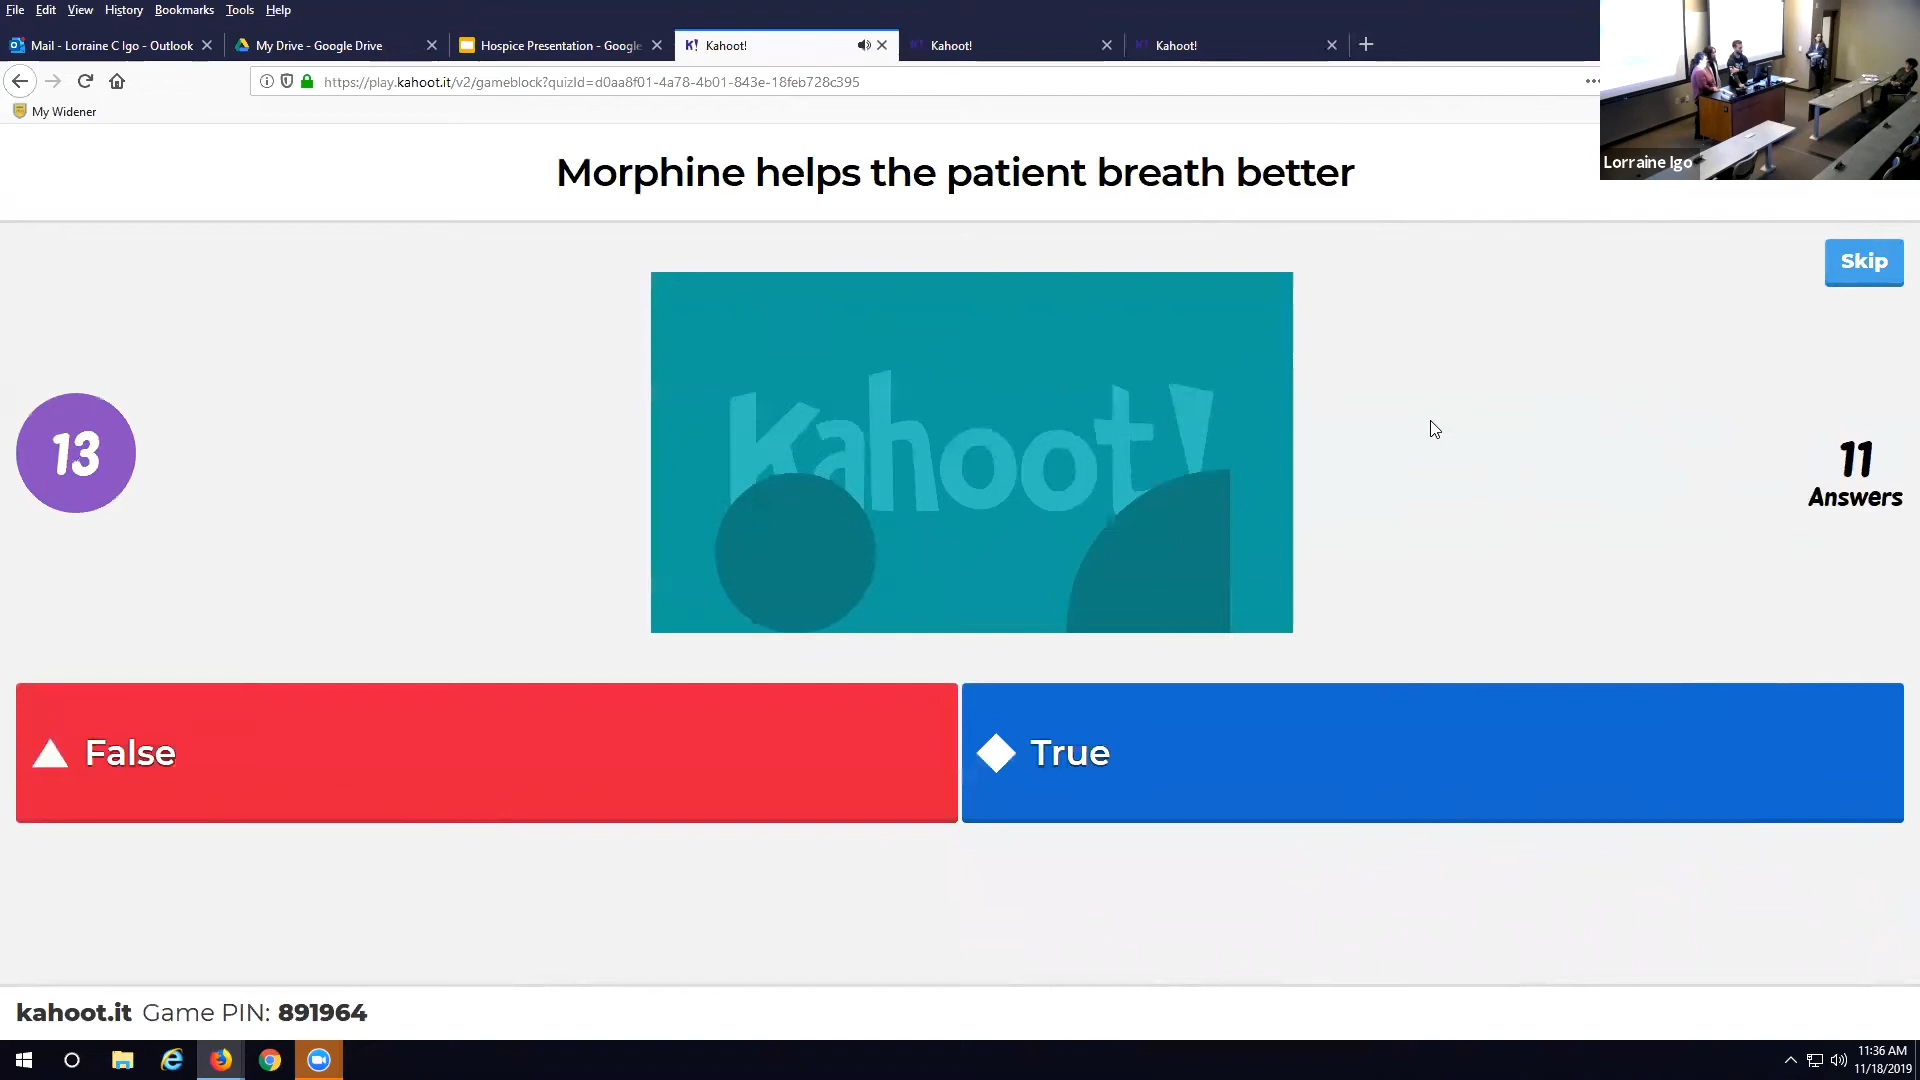 File Edit View History Bookmarks Tools Help
Mail - Lorraine C Igo - Outlook
My Drive - Google Drive
Hospice Presentation - Google
K! Kahoot!
K! Kahoot!
K! Kahoot!
https://play.kahoot.it/v2/gameblock?quizId=d0aa8f01-4a78-4b01-843e-18feb728c395
My Widener
Lorraine Igo
Morphine helps the patient breath better
Skip
Kahoot!
13
11
Answers
False
True
kahoot.it Game PIN: 891964
11:36 AM
11/18/2019